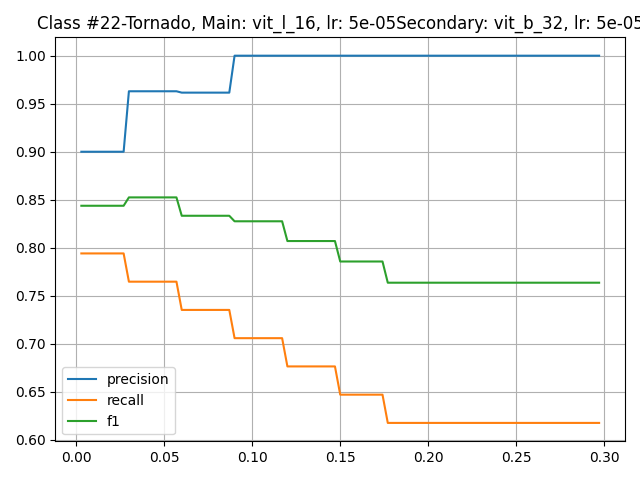 Class #22-Tornado, Main: vit_l_16, lr: 5e-05Secondary: vit_b_32, lr: 5e-05
1.00
0.95
0.90
0.85
0.80
0.75
0.70
0.65
0.60
precision
recall
f1
0.00 0.05 0.10 0.15 0.20 0.25 0.30